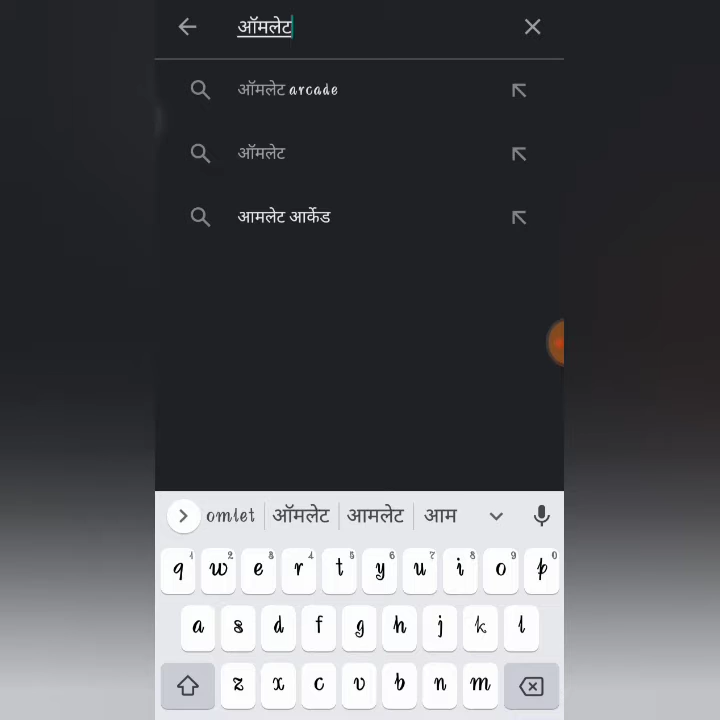 ऑमलेट
ऑमलेट arcade
ऑमलेट
आमलेट आर्केड
omlet ऑमलेट आमलेट आम
1 2 3 4 5 6 7 8 9 0
q w e r t y u i o p
a s d f g h j k l
z x c v b n m